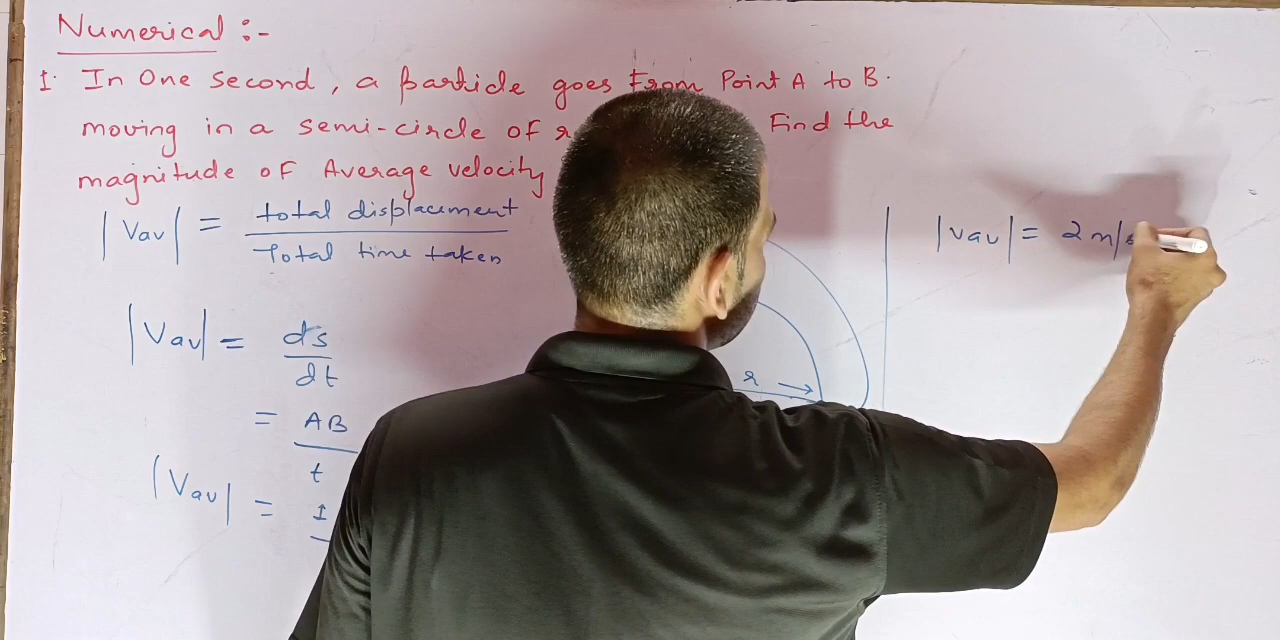 Numerical :-
1. In One second, a particle goes From Point A to B.
moving in a semi-circle of Find the
magnitude of Average velocity
|Vav| = total displacement
Total time taken
|Vav| = ds
dt
= AB
t
|Vav| = 1
r
|Vav| = 2 m/s